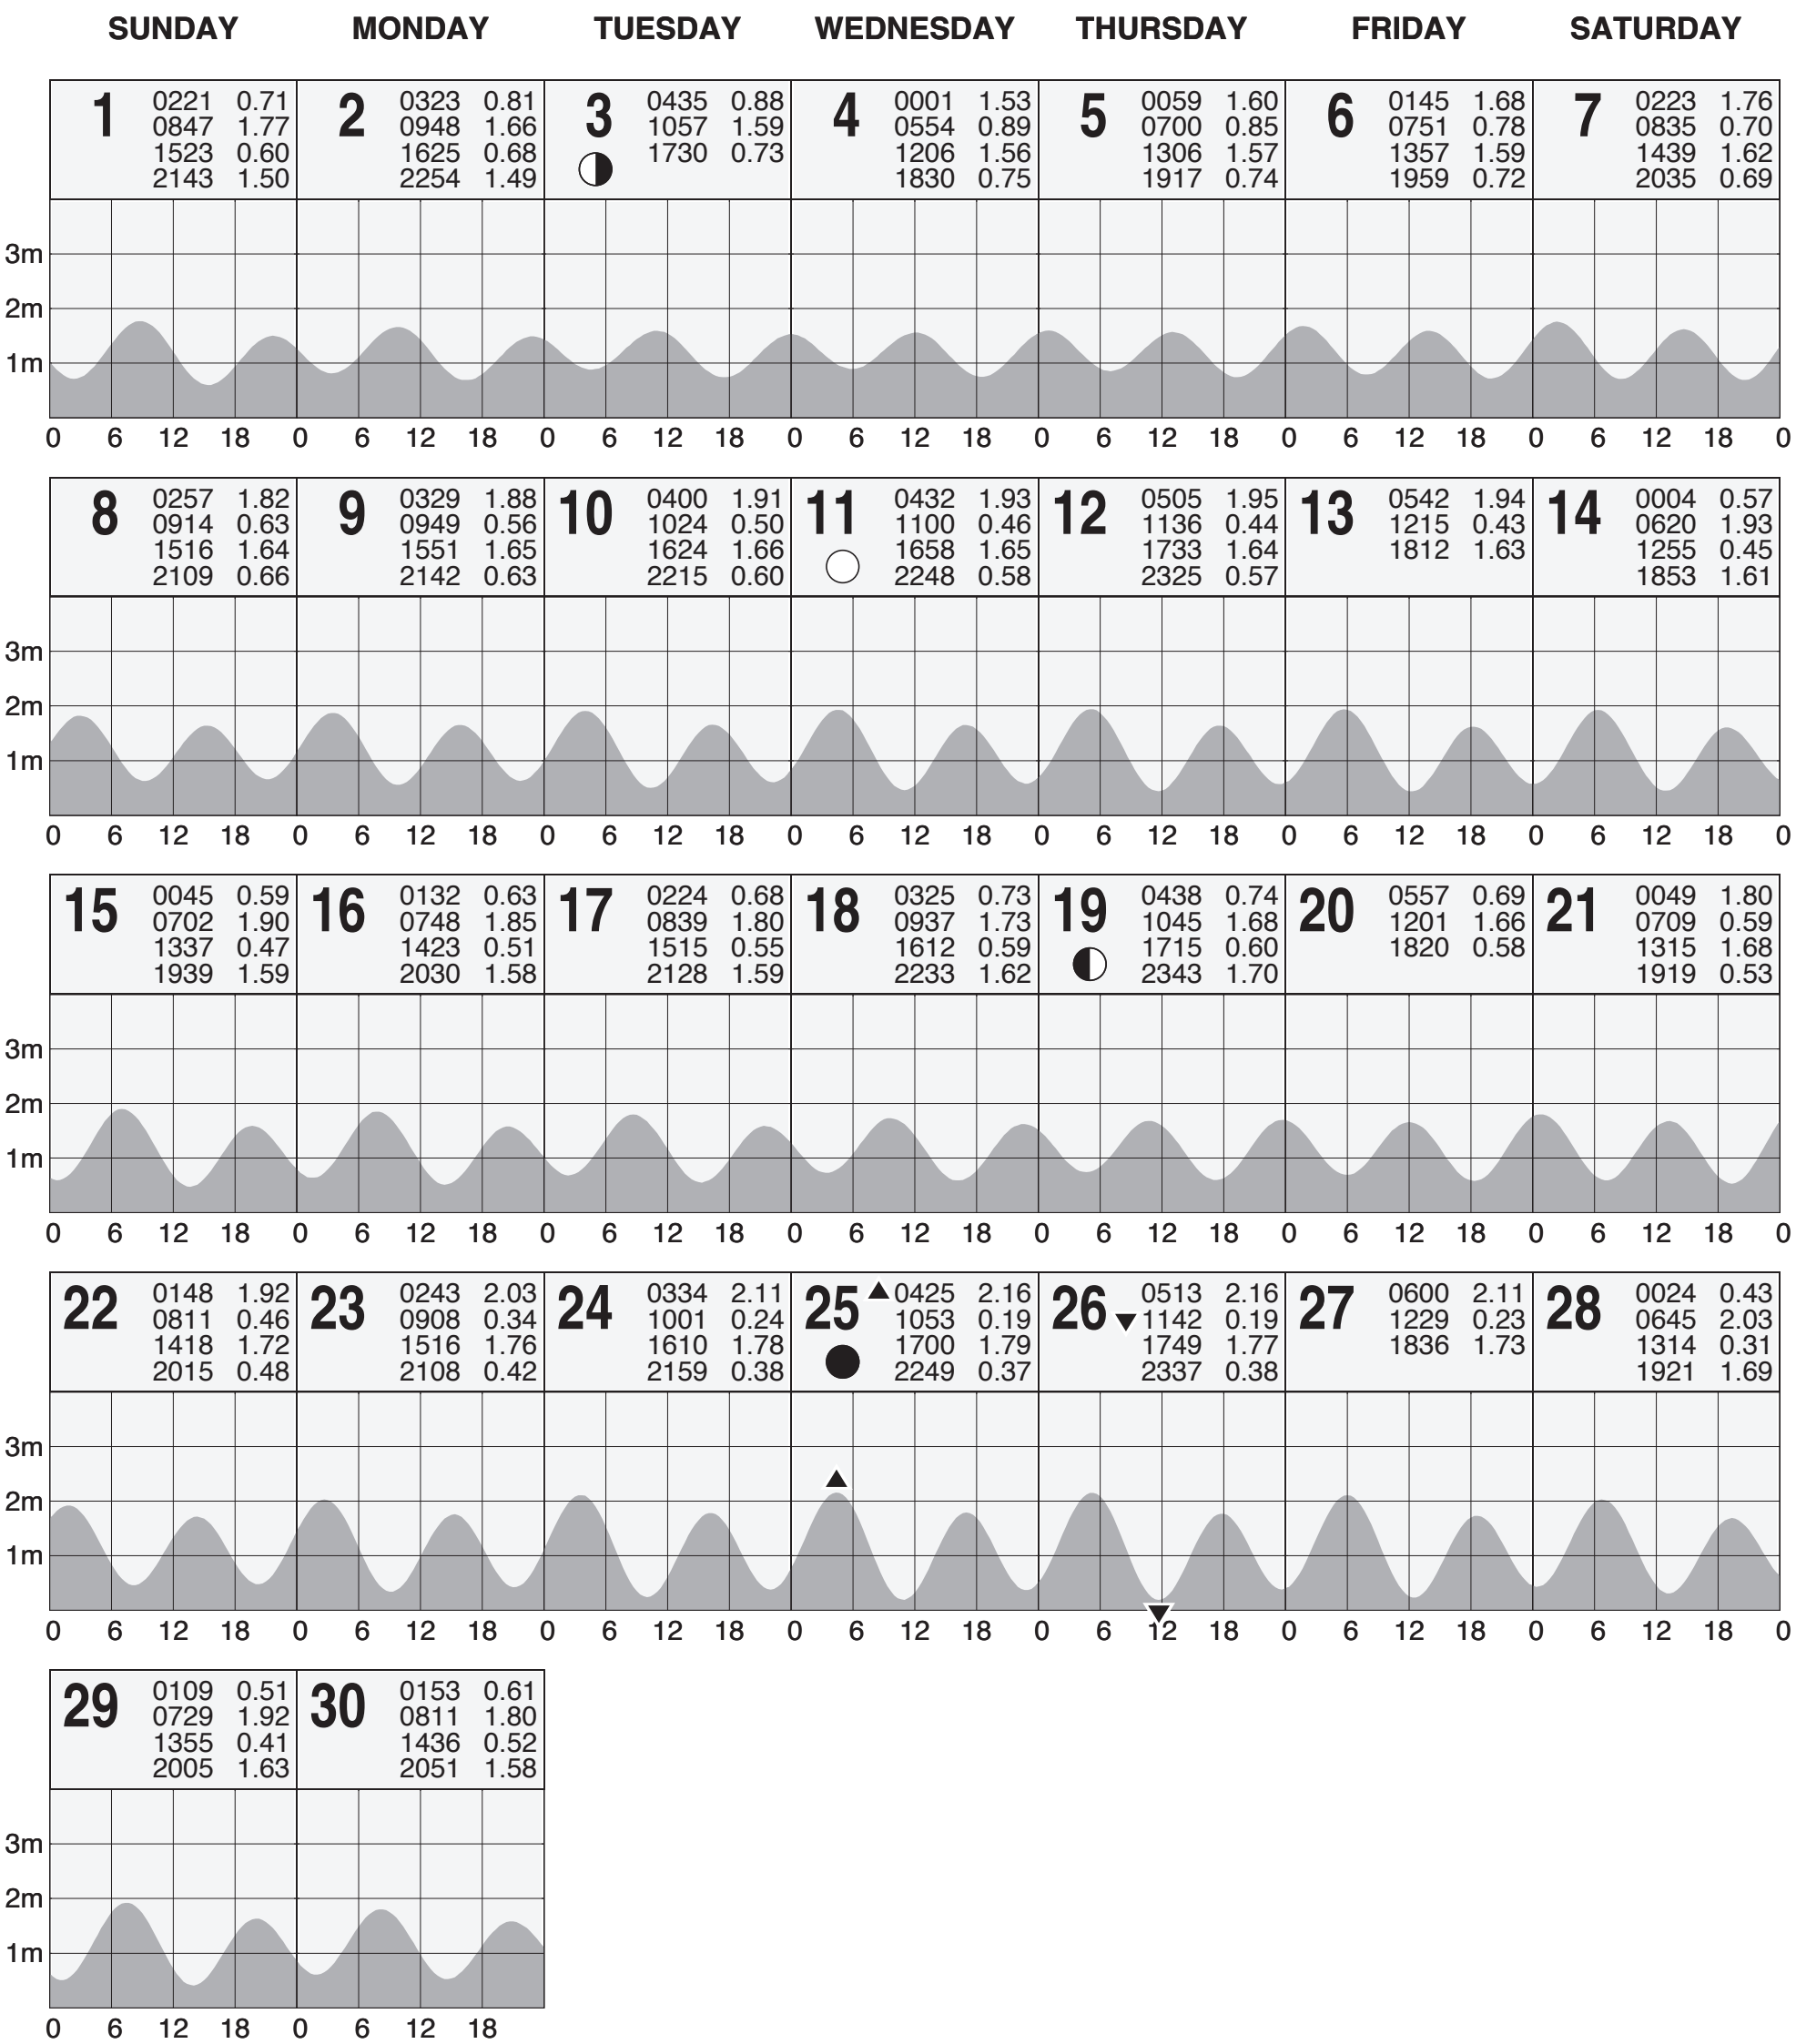 SUNDAY MONDAY TUESDAY WEDNESDAY THURSDAY FRIDAY SATURDAY
1 0221 0.71 2 0323 0.81 3 0435 0.88 4 0001 1.53 5 0059 1.60 6 0145 1.68 7 0223 1.76
0847 1.77 0948 1.66 1057 1.59 0554 0.89 0700 0.85 0751 0.78 0835 0.70
1523 0.60 1625 0.68 1730 0.73 1206 1.56 1306 1.57 1357 1.59 1439 1.62
2143 1.50 2254 1.49 1830 0.75 1917 0.74 1959 0.72 2035 0.69
3m
2m
1m
0 6 12 18 0 6 12 18 0 6 12 18 0 6 12 18 0 6 12 18 0 6 12 18 0 6 12 18 0
8 0257 1.82 9 0329 1.88 10 0400 1.91 11 0432 1.93 12 0505 1.95 13 0542 1.94 14 0004 0.57
0914 0.63 0949 0.56 1024 0.50 1100 0.46 1136 0.44 1215 0.43 0620 1.93
1516 1.64 1551 1.65 1624 1.66 1658 1.65 1733 1.64 1812 1.63 1255 0.45
2109 0.66 2142 0.63 2215 0.60 2248 0.58 2325 0.57 1853 1.61
3m
2m
1m
0 6 12 18 0 6 12 18 0 6 12 18 0 6 12 18 0 6 12 18 0 6 12 18 0 6 12 18 0
15 0045 0.59 16 0132 0.63 17 0224 0.68 18 0325 0.73 19 0438 0.74 20 0557 0.69 21 0049 1.80
0702 1.90 0748 1.85 0839 1.80 0937 1.73 1045 1.68 1201 1.66 0709 0.59
1337 0.47 1423 0.51 1515 0.55 1612 0.59 1715 0.60 1820 0.58 1315 1.68
1939 1.59 2030 1.58 2128 1.59 2233 1.62 2343 1.70 1919 0.53
3m
2m
1m
0 6 12 18 0 6 12 18 0 6 12 18 0 6 12 18 0 6 12 18 0 6 12 18 0 6 12 18 0
22 0148 1.92 23 0243 2.03 24 0334 2.11 25 0425 2.16 26 0513 2.16 27 0600 2.11 28 0024 0.43
0811 0.46 0908 0.34 1001 0.24 1053 0.19 1142 0.19 1229 0.23 0645 2.03
1418 1.72 1516 1.76 1610 1.78 1700 1.79 1749 1.77 1836 1.73 1314 0.31
2015 0.48 2108 0.42 2159 0.38 2249 0.37 2337 0.38 1921 1.69
3m
2m
1m
0 6 12 18 0 6 12 18 0 6 12 18 0 6 12 18 0 6 12 18 0 6 12 18 0 6 12 18 0
29 0109 0.51 30 0153 0.61
0729 1.92 0811 1.80
1355 0.41 1436 0.52
2005 1.63 2051 1.58
3m
2m
1m
0 6 12 18 0 6 12 18